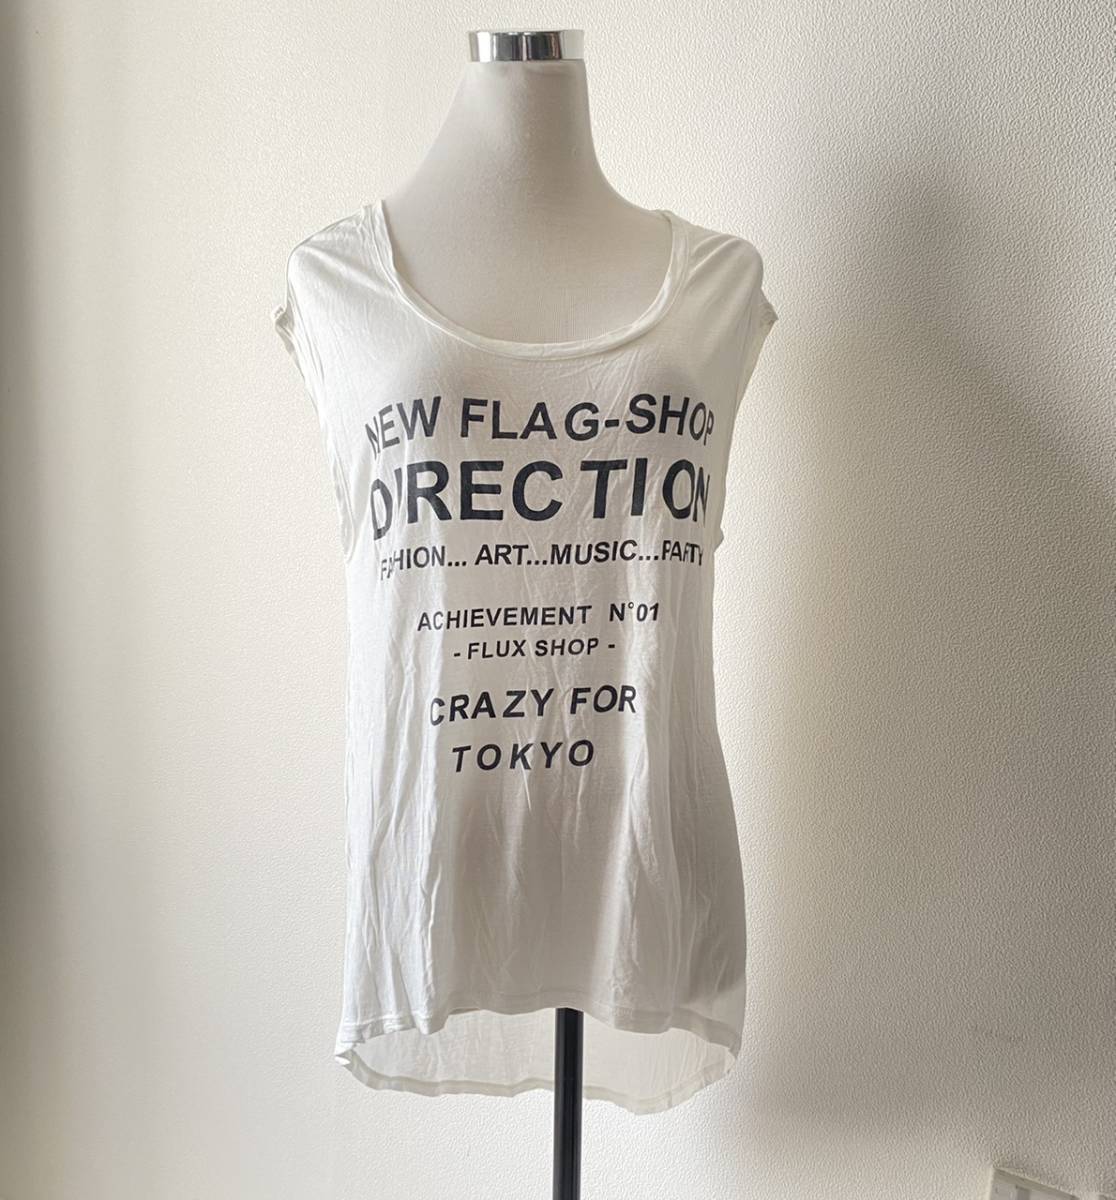 NEW FLAG-SHOP
DIRECTION
FASHION... ART...MUSIC...PARTY
ACHIEVEMENT N°01
- FLUX SHOP -
CRAZY FOR
TOKYO